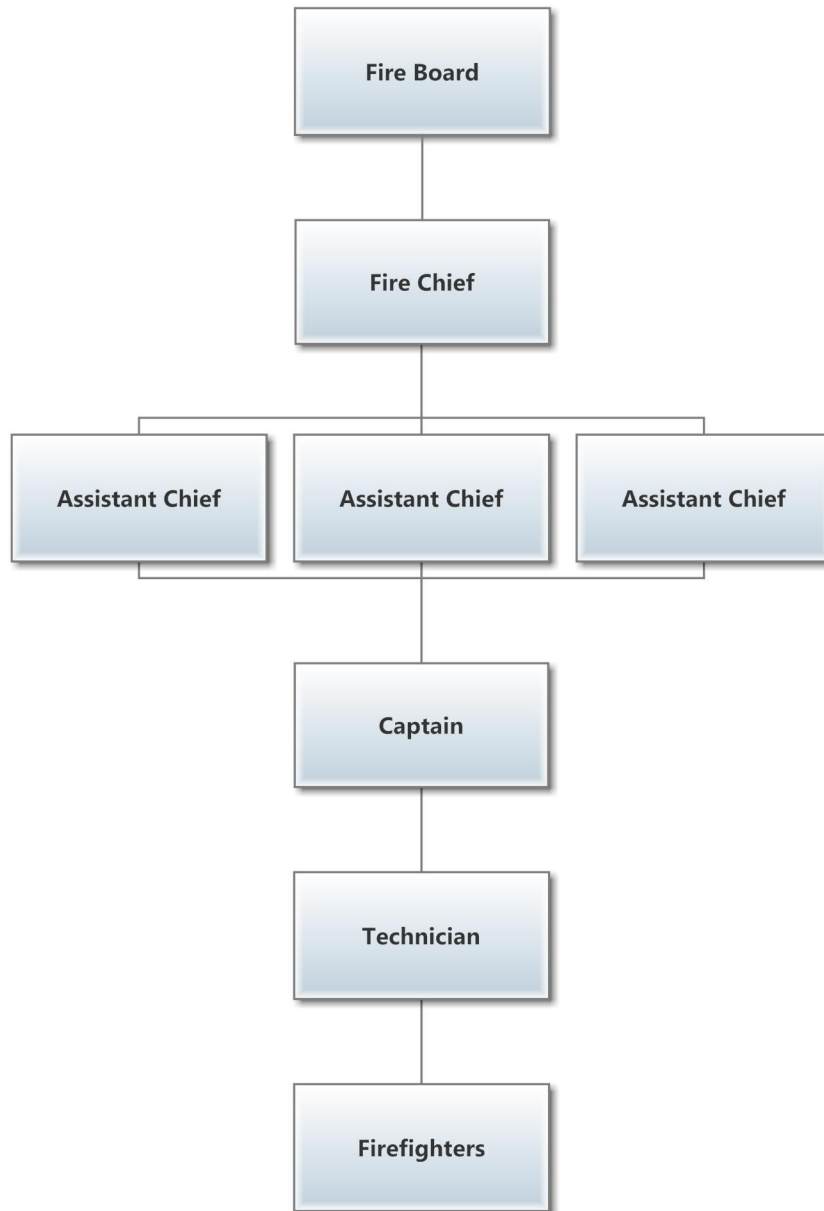 Fire Board
Fire Chief
Assistant Chief
Assistant Chief
Assistant Chief
Captain
Technician
Firefighters